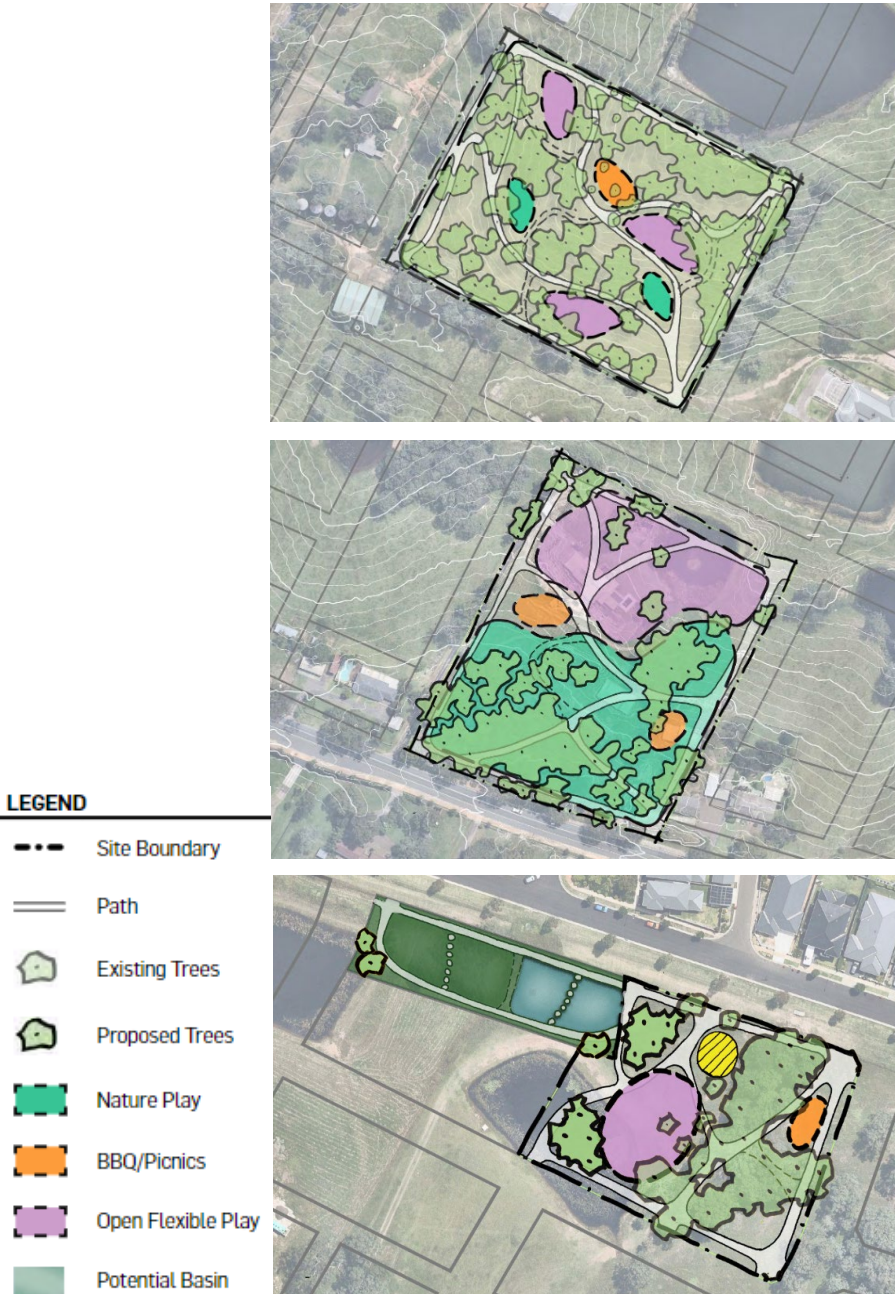 LEGEND
Site Boundary
Path
Existing Trees
Proposed Trees
Nature Play
BBQ/Picnics
Open Flexible Play
Potential Basin